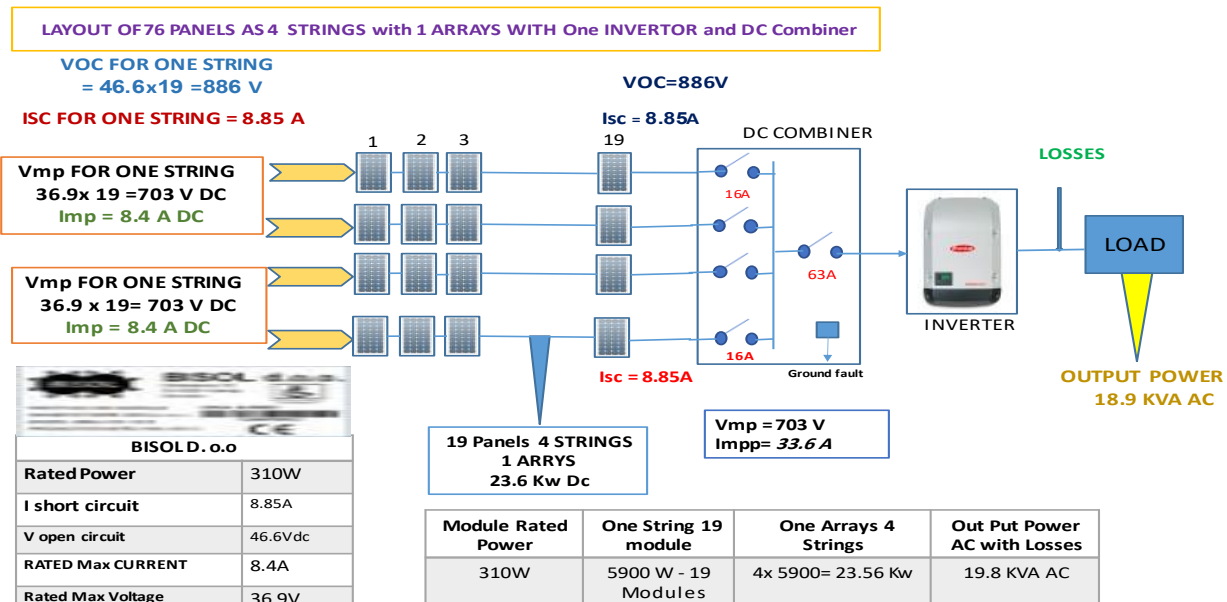 LAYOUT OF 76 PANELS AS 4 STRINGS with 1 ARRAYS WITH One INVERTOR and DC Combiner
VOC FOR ONE STRING
= 46.6x19 =886 V
ISC FOR ONE STRING = 8.85 A
VOC=886V
Isc = 8.85A
1
2
3
19
DC COMBINER
LOSSES
Vmp FOR ONE STRING
36.9x 19 =703 V DC
Imp = 8.4 A DC
16A
63A
LOAD
Vmp FOR ONE STRING
36.9 x 19= 703 V DC
Imp = 8.4 A DC
INVERTER
16A
Ground fault
Isc = 8.85A
OUTPUT POWER
18.9 KVA AC
BISOL d.o.o.
CE
19 Panels 4 STRINGS
1 ARRYS
23.6 Kw Dc
Vmp = 703 V
Impp= 33.6 A
BISOL D. o.o
Rated Power 310W
I short circuit 8.85A
V open circuit 46.6Vdc
RATED Max CURRENT 8.4A
Rated Max Voltage 36.9V
Module Rated Power
One String 19 module
One Arrays 4 Strings
Out Put Power AC with Losses
310W
5900 W - 19 Modules
4x 5900= 23.56 Kw
19.8 KVA AC